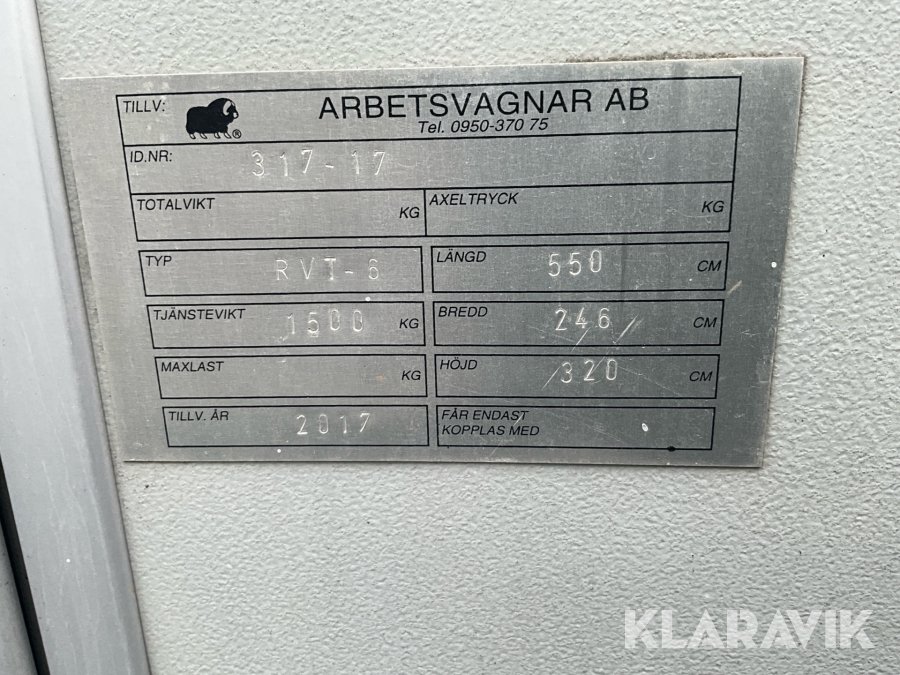 TILLV: ARBETSVAGNAR AB
®
Tel. 0950-370 75
ID.NR: 317-17
TOTALVIKT KG AXELTRYCK KG
TYP RVT-6 LÄNGD 550 CM
TJÄNSTEVIKT 1500 KG BREDD 246 CM
MAXLAST KG HÖJD 320 CM
TILLV. ÅR 2017 FÅR ENDAST
KOPPLAS MED
KLARAVIK